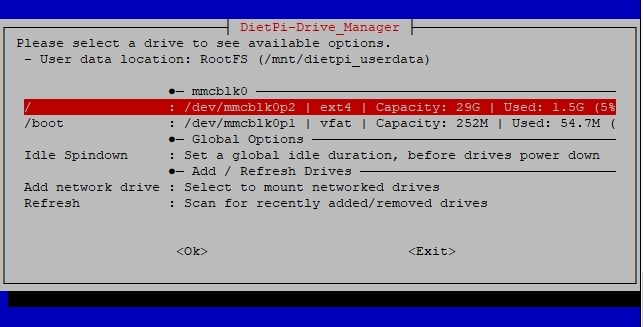 DietPi-Drive_Manager
Please select a drive to see available options.
- User data location: RootFS (/mnt/dietpi_userdata)
●─ mmcblk0
/ : /dev/mmcblk0p2 | ext4 | Capacity: 29G | Used: 1.5G (5%
/boot : /dev/mmcblk0p1 | vfat | Capacity: 252M | Used: 54.7M (
●─ Global Options
Idle Spindown : Set a global idle duration, before drives power down
●─ Add / Refresh Drives
Add network drive : Select to mount networked drives
Refresh : Scan for recently added/removed drives
<Ok> <Exit>